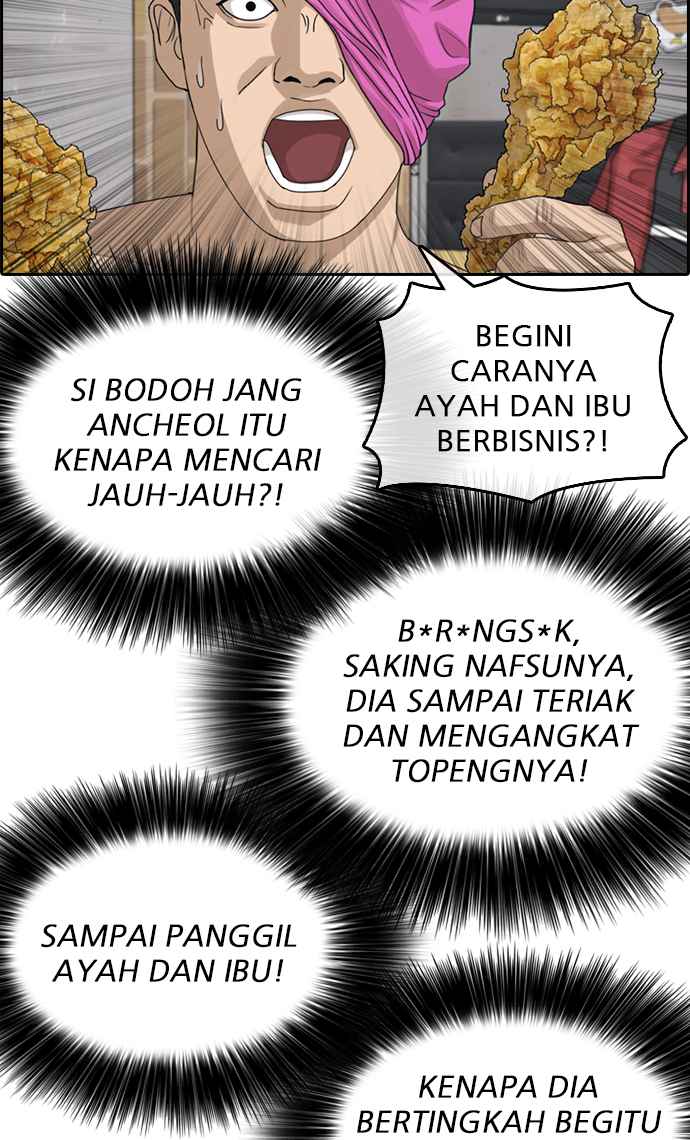 BEGINI
CARANYA
AYAH DAN IBU
BERBISNIS?!
SI BODOH JANG
ANCHEOL ITU
KENAPA MENCARI
JAUH-JAUH?!
B*R*NGS*K,
SAKING NAFSUNYA,
DIA SAMPAI TERIAK
DAN MENGANGKAT
TOPENGNYA!
SAMPAI PANGGIL
AYAH DAN IBU!
KENAPA DIA
BERTINGKAH BEGITU